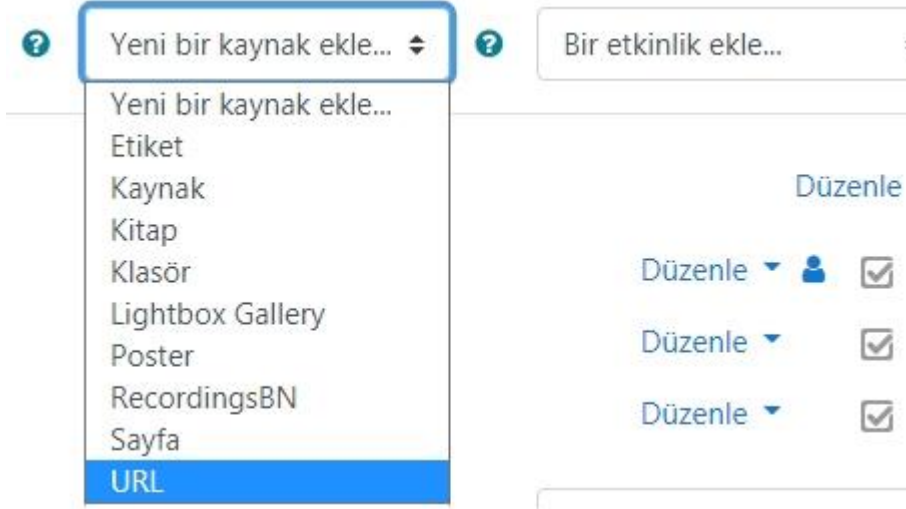 Yeni bir kaynak ekle...
Bir etkinlik ekle...
Yeni bir kaynak ekle...
Etiket
Kaynak
Kitap
Klasör
Lightbox Gallery
Poster
RecordingsBN
Sayfa
URL
Düzenle
Düzenle
Düzenle
Düzenle